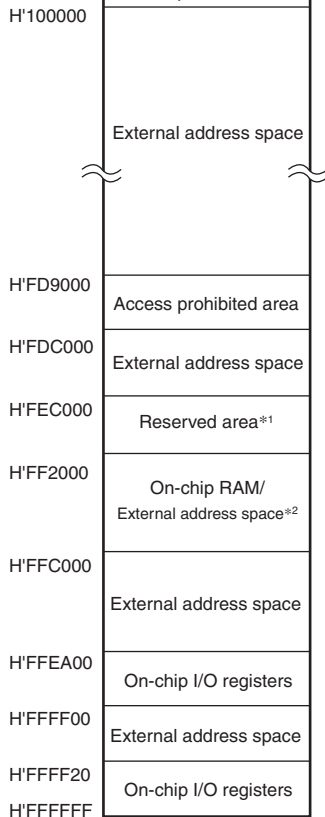 H'100000
External address space
H'FD9000
Access prohibited area
H'FDC000
External address space
H'FEC000
Reserved area*1
H'FF2000
On-chip RAM/
External address space*2
H'FFC000
External address space
H'FFEA00
On-chip I/O registers
H'FFFF00
External address space
H'FFFF20
On-chip I/O registers
H'FFFFFF